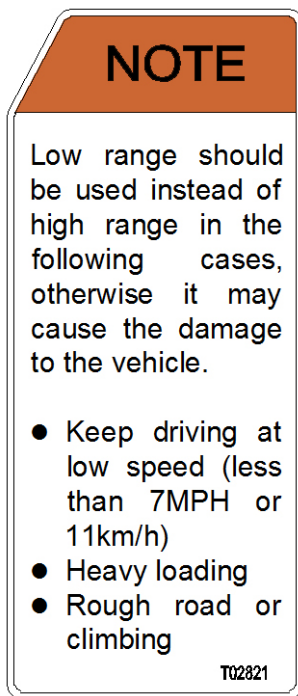 NOTE
Low range should
be used instead of
high range in the
following cases,
otherwise it may
cause the damage
to the vehicle.
● Keep driving at
low speed (less
than 7MPH or
11km/h)
● Heavy loading
● Rough road or
climbing
T02821